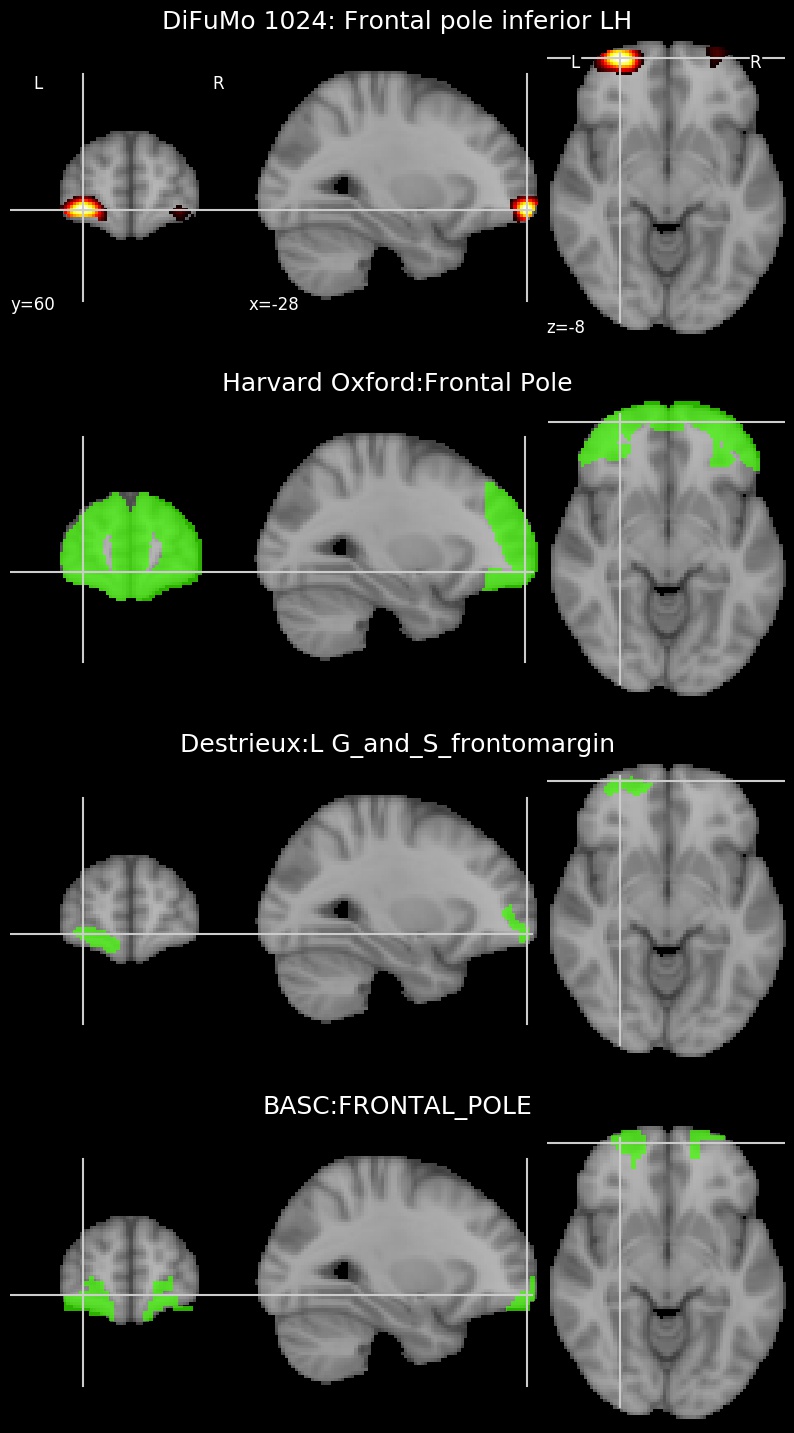 DiFuMo 1024: Frontal pole inferior LH
L R
L R
y=60 x=-28 z=-8
Harvard Oxford:Frontal Pole
Destrieux:L G_and_S_frontomargin
BASC:FRONTAL_POLE